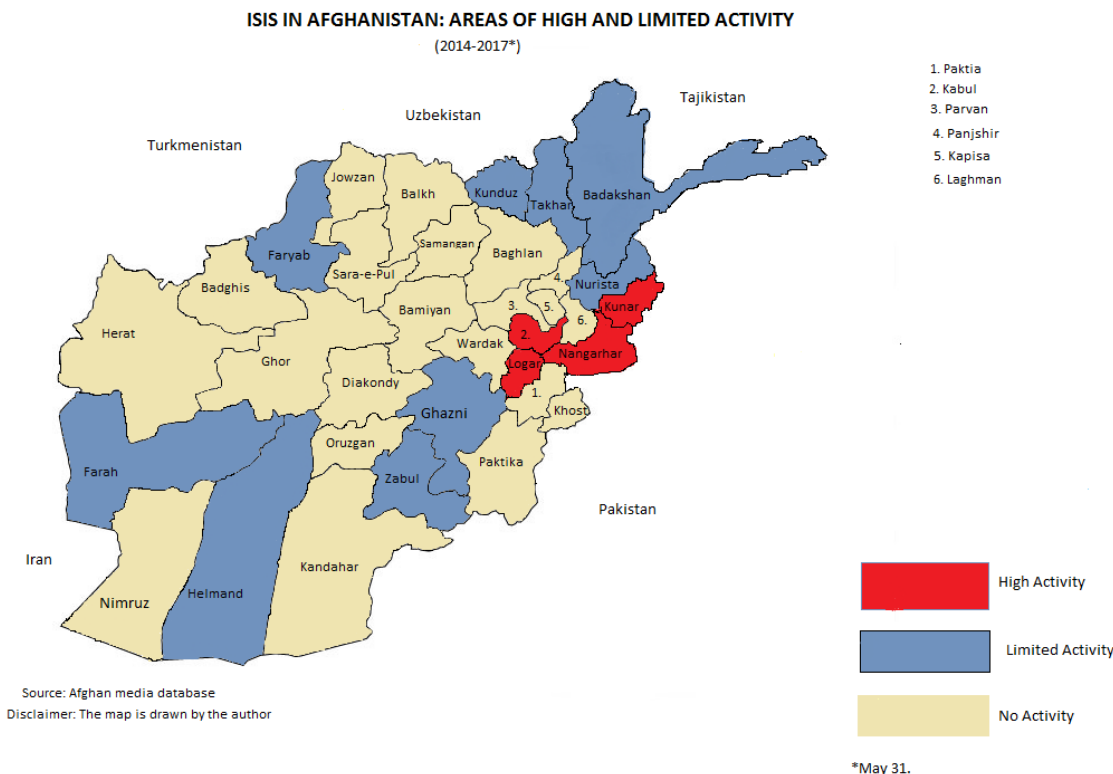 ISIS IN AFGHANISTAN: AREAS OF HIGH AND LIMITED ACTIVITY
(2014-2017*)
1. Paktia
2. Kabul
3. Parvan
4. Panjshir
5. Kapisa
6. Laghman
Tajikistan
Uzbekistan
Turkmenistan
Jowzan
Balkh
Kunduz
Takhar
Badakshan
Faryab
Samangan
Baghlan
Sara-e-Pul
Badghis
4.
Nurista
Bamiyan
3.
5.
Kunar
6.
Herat
2.
Wardak
Nangarhar
Ghor
Logar
Diakondy
1.
Ghazni
Khost
Oruzgan
Paktika
Farah
Zabul
Pakistan
Iran
Kandahar
Nimruz
Helmand
High Activity
Limited Activity
No Activity
Source: Afghan media database
Disclaimer: The map is drawn by the author
*May 31.